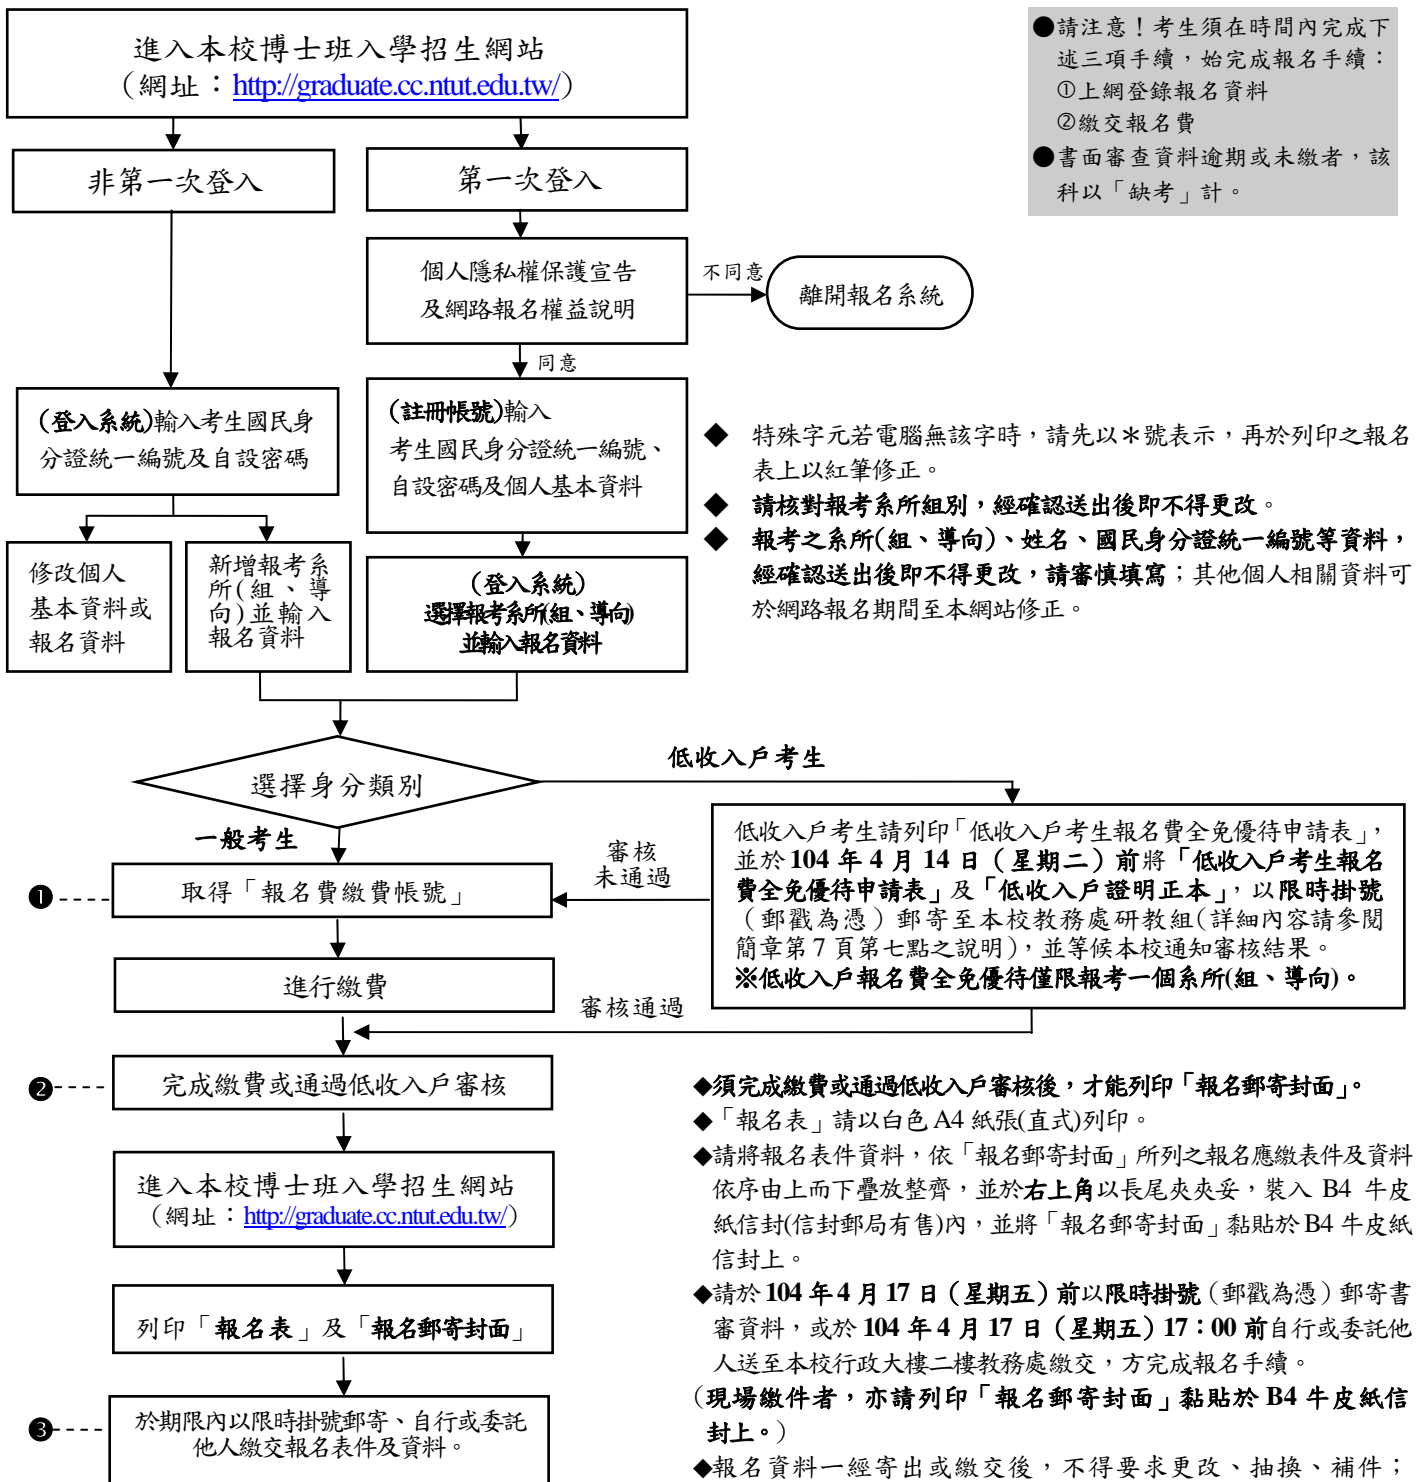 進入本校博士班入學招生網站
（網址：http://graduate.cc.ntut.edu.tw/）
●請注意！考生須在時間內完成下
述三項手續，始完成報名手續：
①上網登錄報名資料
②繳交報名費
●書面審查資料逾期或未繳者，該
科以「缺考」計。
非第一次登入
第一次登入
個人隱私權保護宣告
及網路報名權益說明
不同意
離開報名系統
同意
(登入系統)輸入考生國民身
分證統一編號及自設密碼
(註冊帳號)輸入
考生國民身分證統一編號、
自設密碼及個人基本資料
◆ 特殊字元若電腦無該字時，請先以＊號表示，再於列印之報名
表上以紅筆修正。
◆ 請核對報考系所組別，經確認送出後即不得更改。
◆ 報考之系所(組、導向)、姓名、國民身分證統一編號等資料，
經確認送出後即不得更改，請審慎填寫；其他個人相關資料可
於網路報名期間至本網站修正。
修改個人
基本資料或
報名資料
新增報考系
所(組、導
向)並輸入
報名資料
(登入系統)
選擇報考系所(組、導向)
並輸入報名資料
選擇身分類別
低收入戶考生
一般考生
低收入戶考生請列印「低收入戶考生報名費全免優待申請表」，
並於 104 年 4 月 14 日（星期二）前將「低收入戶考生報名
費全免優待申請表」及「低收入戶證明正本」，以限時掛號
（郵戳為憑）郵寄至本校教務處研教組(詳細內容請參閱
簡章第 7 頁第七點之說明)，並等候本校通知審核結果。
※低收入戶報名費全免優待僅限報考一個系所(組、導向)。
審核
未通過
❶
取得「報名費繳費帳號」
進行繳費
審核通過
❷
完成繳費或通過低收入戶審核
進入本校博士班入學招生網站
（網址：http://graduate.cc.ntut.edu.tw/）
列印「報名表」及「報名郵寄封面」
❸
於期限內以限時掛號郵寄、自行或委託
他人繳交報名表件及資料。
◆須完成繳費或通過低收入戶審核後，才能列印「報名郵寄封面」。
◆「報名表」請以白色 A4 紙張(直式)列印。
◆請將報名表件資料，依「報名郵寄封面」所列之報名應繳表件及資料
依序由上而下疊放整齊，並於右上角以長尾夾夾妥，裝入 B4 牛皮
紙信封(信封郵局有售)內，並將「報名郵寄封面」黏貼於 B4 牛皮紙
信封上。
◆請於 104 年 4 月 17 日（星期五）前以限時掛號（郵戳為憑）郵寄書
審資料，或於 104 年 4 月 17 日（星期五）17：00 前自行或委託他
人送至本校行政大樓二樓教務處繳交，方完成報名手續。
（現場繳件者，亦請列印「報名郵寄封面」黏貼於 B4 牛皮紙信
封上。）
◆報名資料一經寄出或繳交後，不得要求更改、抽換、補件；